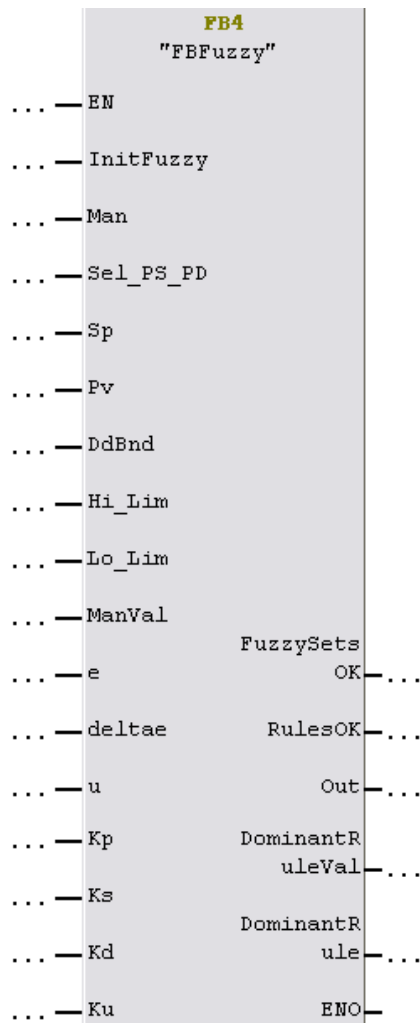 FB4
"FBFuzzy"
... EN
... InitFuzzy
... Man
... Sel_PS_PD
... Sp
... Pv
... DdBnd
... Hi_Lim
... Lo_Lim
... ManVal
FuzzySets
... e OK ...
... deltae RulesOK ...
... u Out ...
... Kp DominantR
uleVal ...
... Ks
DominantR
... Kd ule ...
... Ku ENO